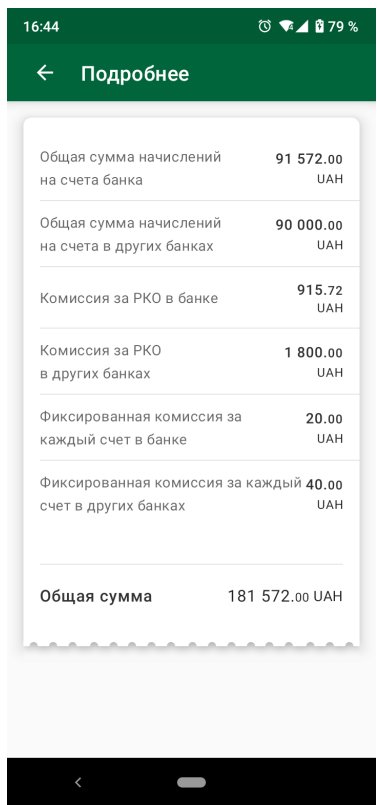 16:44 79 %
Подробнее
Общая сумма начислений 91 572.00
на счета банка UAH
Общая сумма начислений 90 000.00
на счета в других банках UAH
Комиссия за РКО в банке 915.72
UAH
Комиссия за РКО 1 800.00
в других банках UAH
Фиксированная комиссия за 20.00
каждый счет в банке UAH
Фиксированная комиссия за каждый 40.00
счет в других банках UAH
Общая сумма 181 572.00 UAH